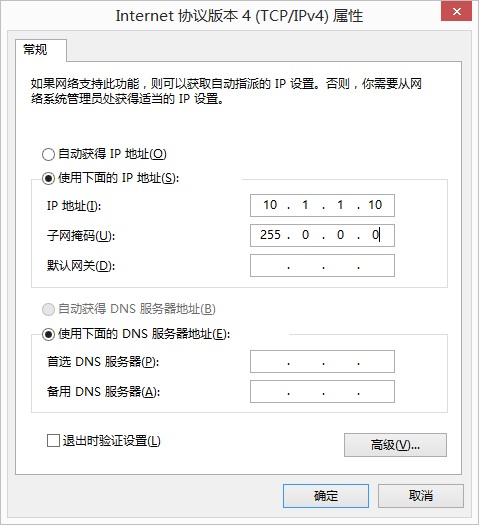 Internet 协议版本 4 (TCP/IPv4) 属性
常规
如果网络支持此功能，则可以获取自动指派的 IP 设置。否则，你需要从网
络系统管理员处获得适当的 IP 设置。
自动获得 IP 地址(O)
使用下面的 IP 地址(S):
IP 地址(I): 10 . 1 . 1 . 10
子网掩码(U): 255 . 0 . 0 . 0
默认网关(D): . . .
自动获得 DNS 服务器地址(B)
使用下面的 DNS 服务器地址(E):
首选 DNS 服务器(P): . . .
备用 DNS 服务器(A): . . .
退出时验证设置(L)
高级(V)...
确定 取消